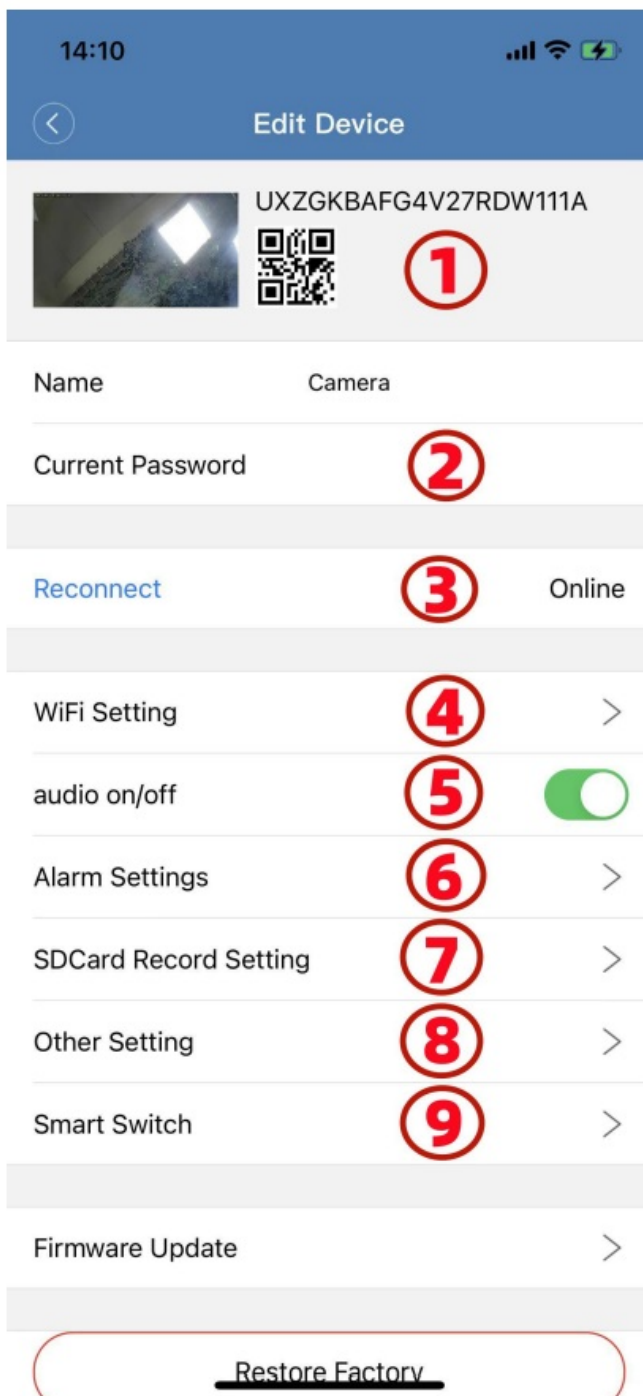 14:10
Edit Device
UXZGKBAFG4V27RDW111A
1
Name Camera
Current Password 2
Reconnect 3 Online
WiFi Setting 4
audio on/off 5
Alarm Settings 6
SDCard Record Setting 7
Other Setting 8
Smart Switch 9
Firmware Update
Restore Factory